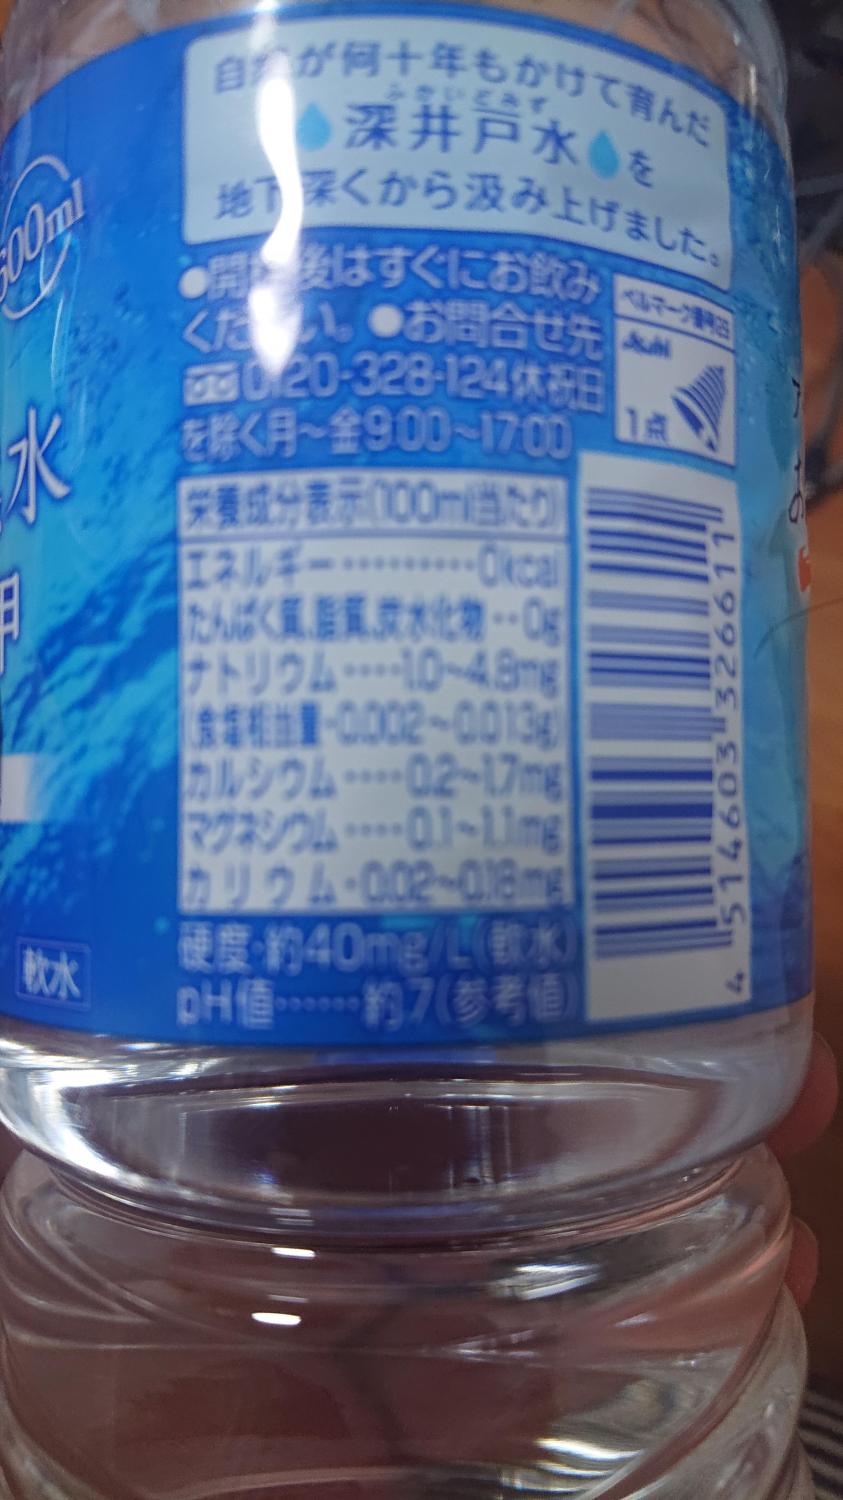 自然が何十年もかけて育んだ
ふかいどみず
深井戸水を
地下深くから汲み上げました。
600ml
●開栓後はすぐにお飲み
ください。●お問合せ先
0120-328-124休祝日
を除く月～金9:00～17:00
ベルマーク番号25
Asahi
1点
水
栄養成分表示(100ml当たり)
エネルギー·········0kcal
たんぱく質,脂質,炭水化物··0g
ナトリウム····1.0～4.9mg
(食塩相当量·0.002～0.013g)
カルシウム····0.2～1.7mg
マグネシウム····0.1～1.1mg
カリウム·0.02～0.18mg
硬度·約40mg/L(軟水)
pH値······約7(参考値)
軟水
4 514603 326611
お